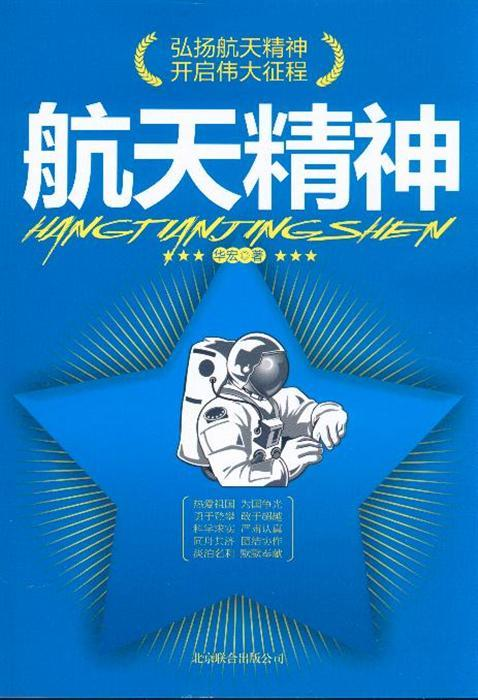 弘扬航天精神
开启伟大征程
航天精神
HANGTIANJINGSHEN
华宏◎著
热爱祖国 为国争光
勇于登攀 敢于超越
科学求实 严肃认真
同舟共济 团结协作
淡泊名利 默默奉献
北京联合出版公司